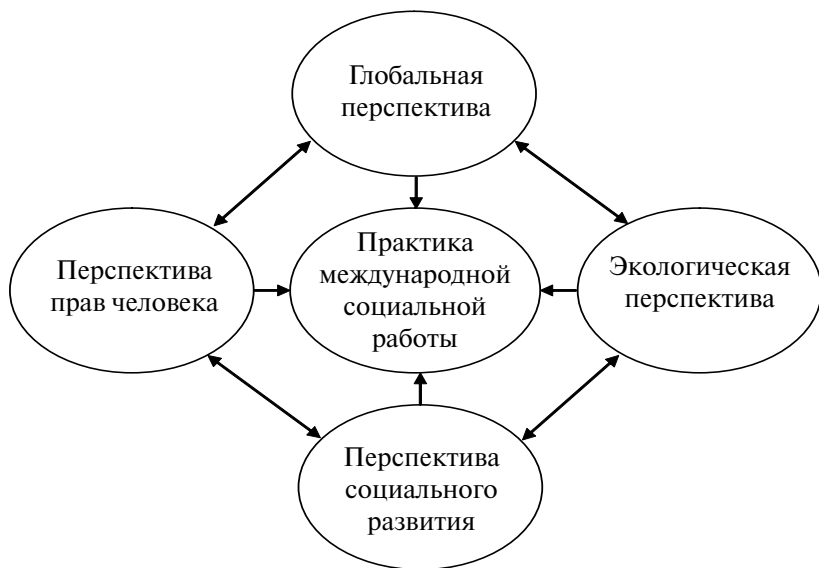 Глобальная
перспектива
Перспектива
прав человека
Практика
международной
социальной
работы
Экологическая
перспектива
Перспектива
социального
развития